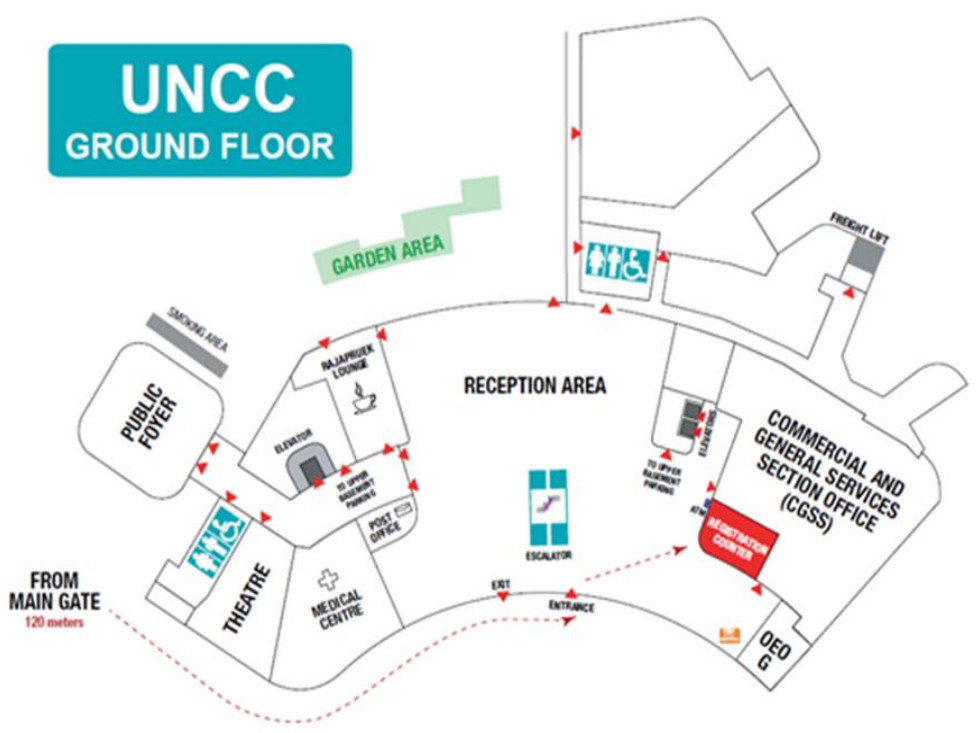 UNCC
GROUND FLOOR
FREIGHT LIFT
GARDEN AREA
SMOKING AREA
PUBLIC
FOYER
RAJAPRUEK
LOUNGE
RECEPTION AREA
ELEVATOR
TO UPPER
BASEMENT
PARKING
ELEVATORS
TO UPPER
BASEMENT
PARKING
COMMERCIAL AND
GENERAL SERVICES
SECTION OFFICE
(CGSS)
ATM
REGISTRATION
COUNTER
POST
OFFICE
ESCALATOR
THEATRE
MEDICAL
CENTRE
EXIT
ENTRANCE
FROM
MAIN GATE
120 meters
OEO
G